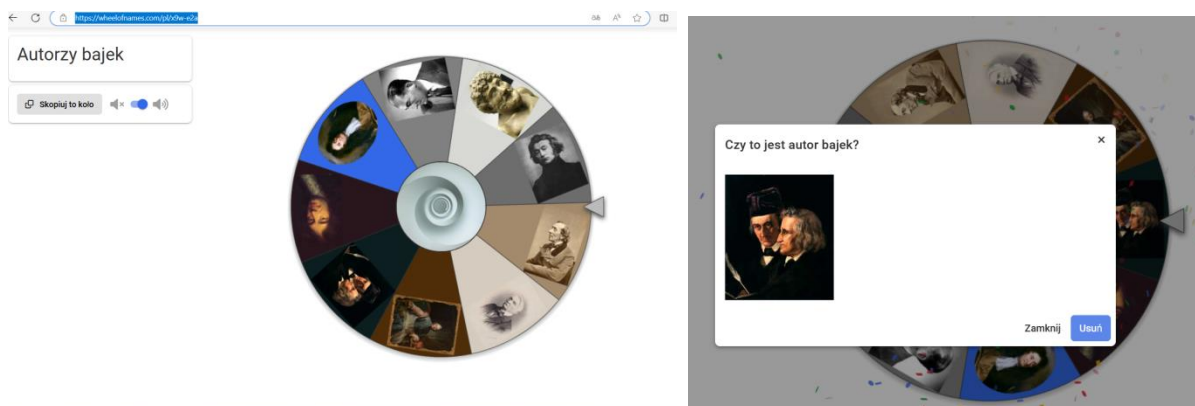 https://wheelofnames.com/pl/x9w-e2a
Autorzy bajek
Skopiuj to koło
Czy to jest autor bajek?
Zamknij
Usuń